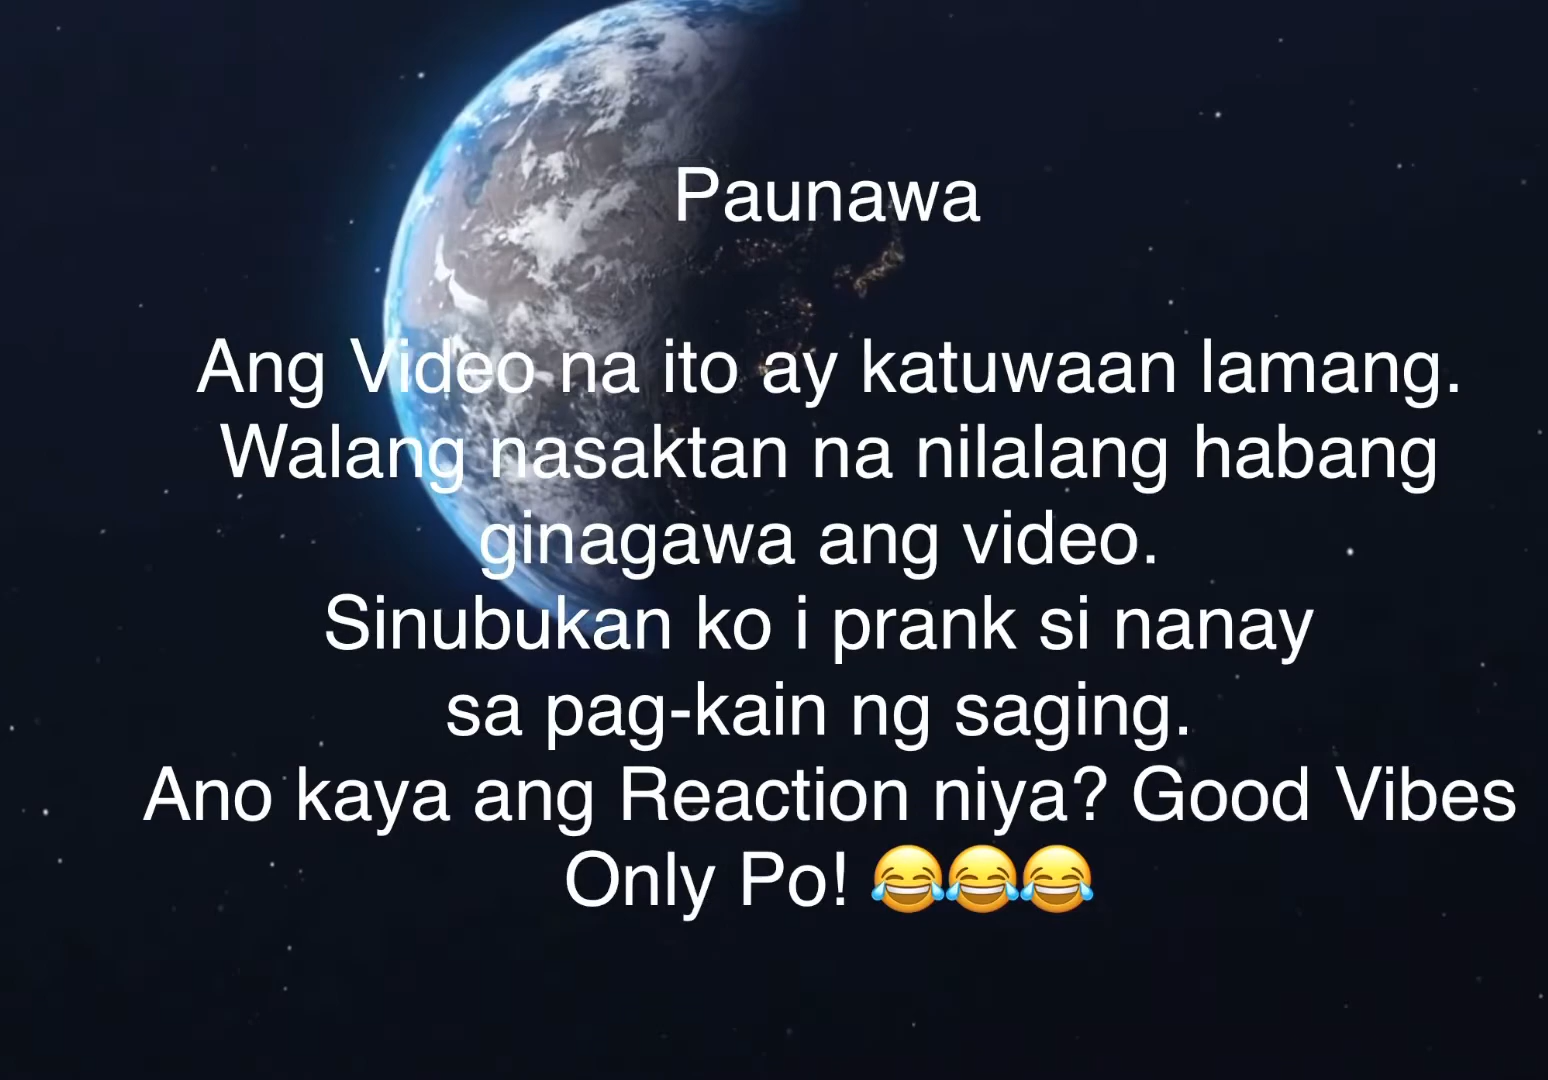 Paunawa
Ang Video na ito ay katuwaan lamang.
Walang nasaktan na nilalang habang
ginagawa ang video.
Sinubukan ko i prank si nanay
sa pag-kain ng saging.
Ano kaya ang Reaction niya? Good Vibes
Only Po! 😂😂😂